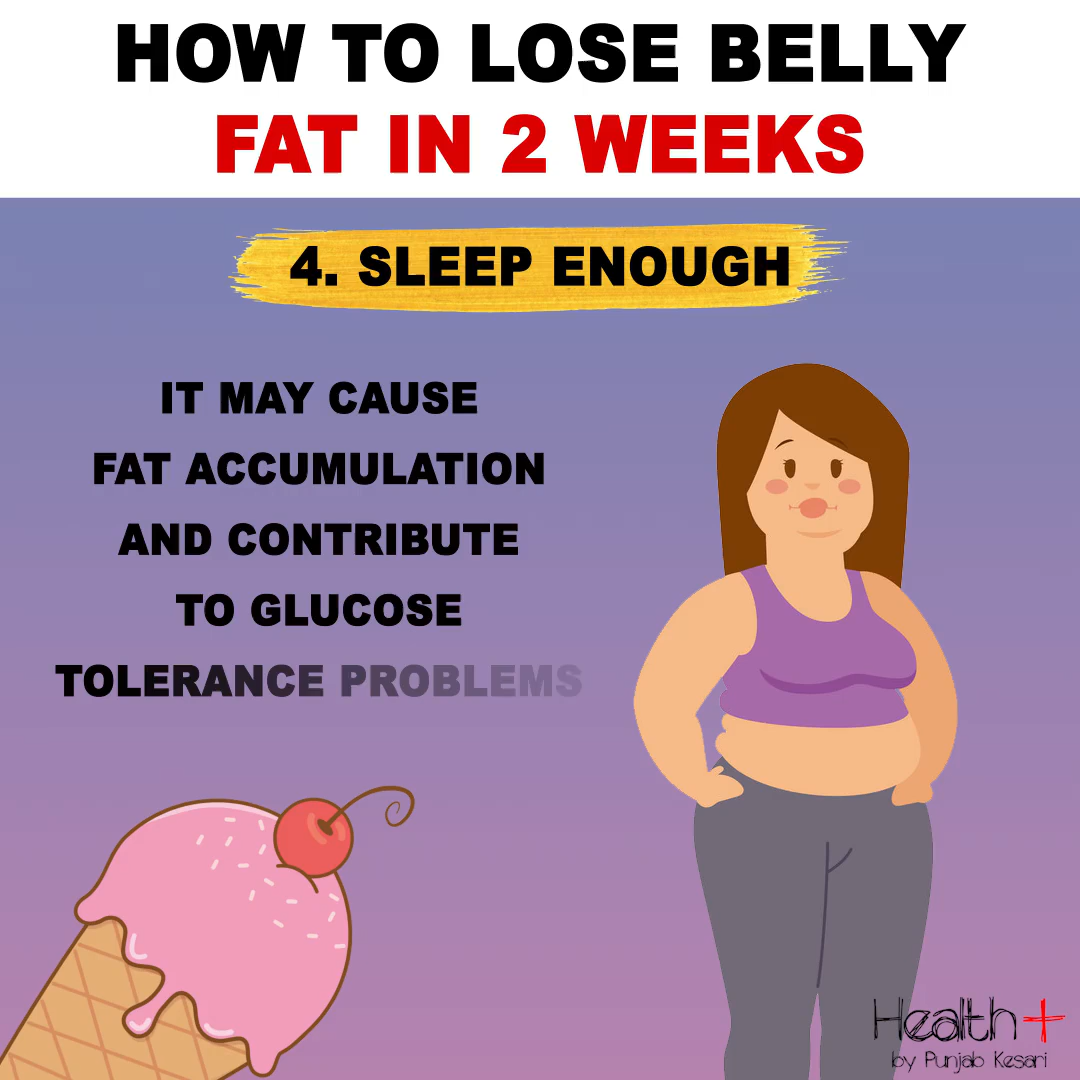 HOW TO LOSE BELLY
FAT IN 2 WEEKS
4. SLEEP ENOUGH
IT MAY CAUSE
FAT ACCUMULATION
AND CONTRIBUTE
TO GLUCOSE
TOLERANCE PROBLEMS
Health+
by Punjab Kesari